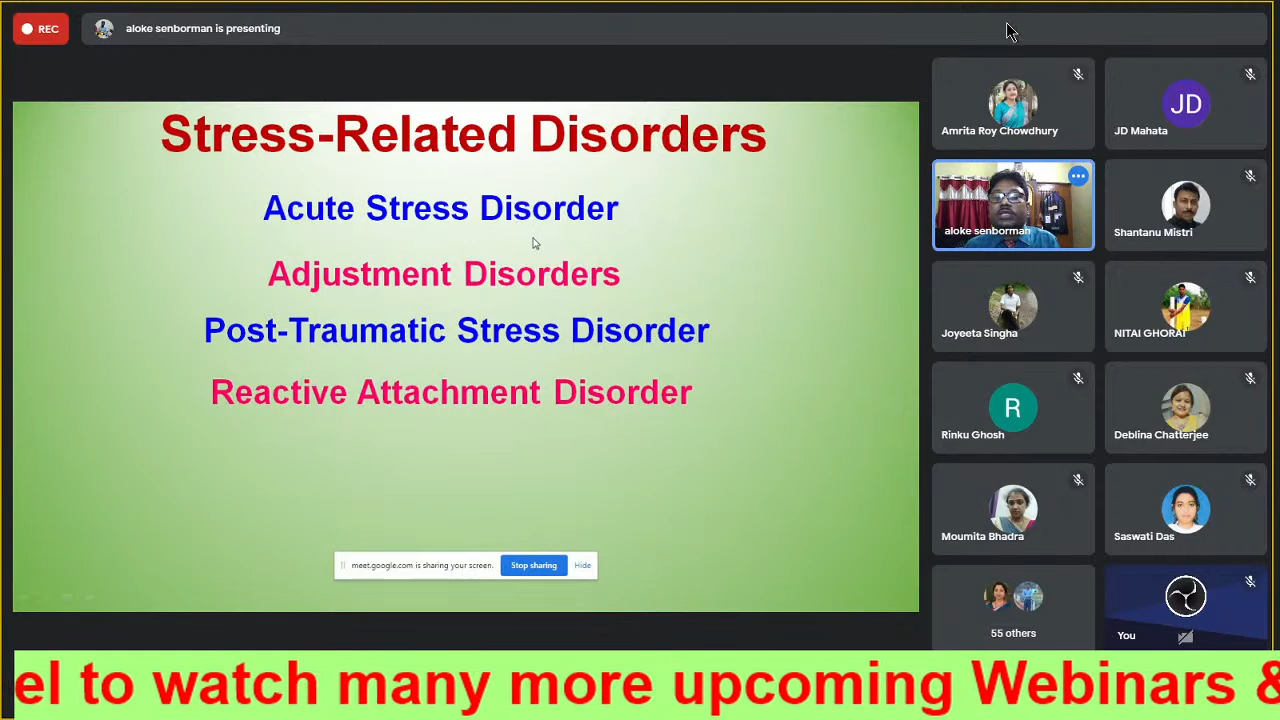 REC
aloke senborman is presenting
Stress-Related Disorders
Acute Stress Disorder
Adjustment Disorders
Post-Traumatic Stress Disorder
Reactive Attachment Disorder
meet.google.com is sharing your screen.
Stop sharing
Hide
Amrita Roy Chowdhury
JD
JD Mahata
aloke senborman
Shantanu Mistri
Joyeeta Singha
NITAI GHORAI
R
Rinku Ghosh
Deblina Chatterjee
Moumita Bhadra
Saswati Das
55 others
You
el to watch many more upcoming Webinars &